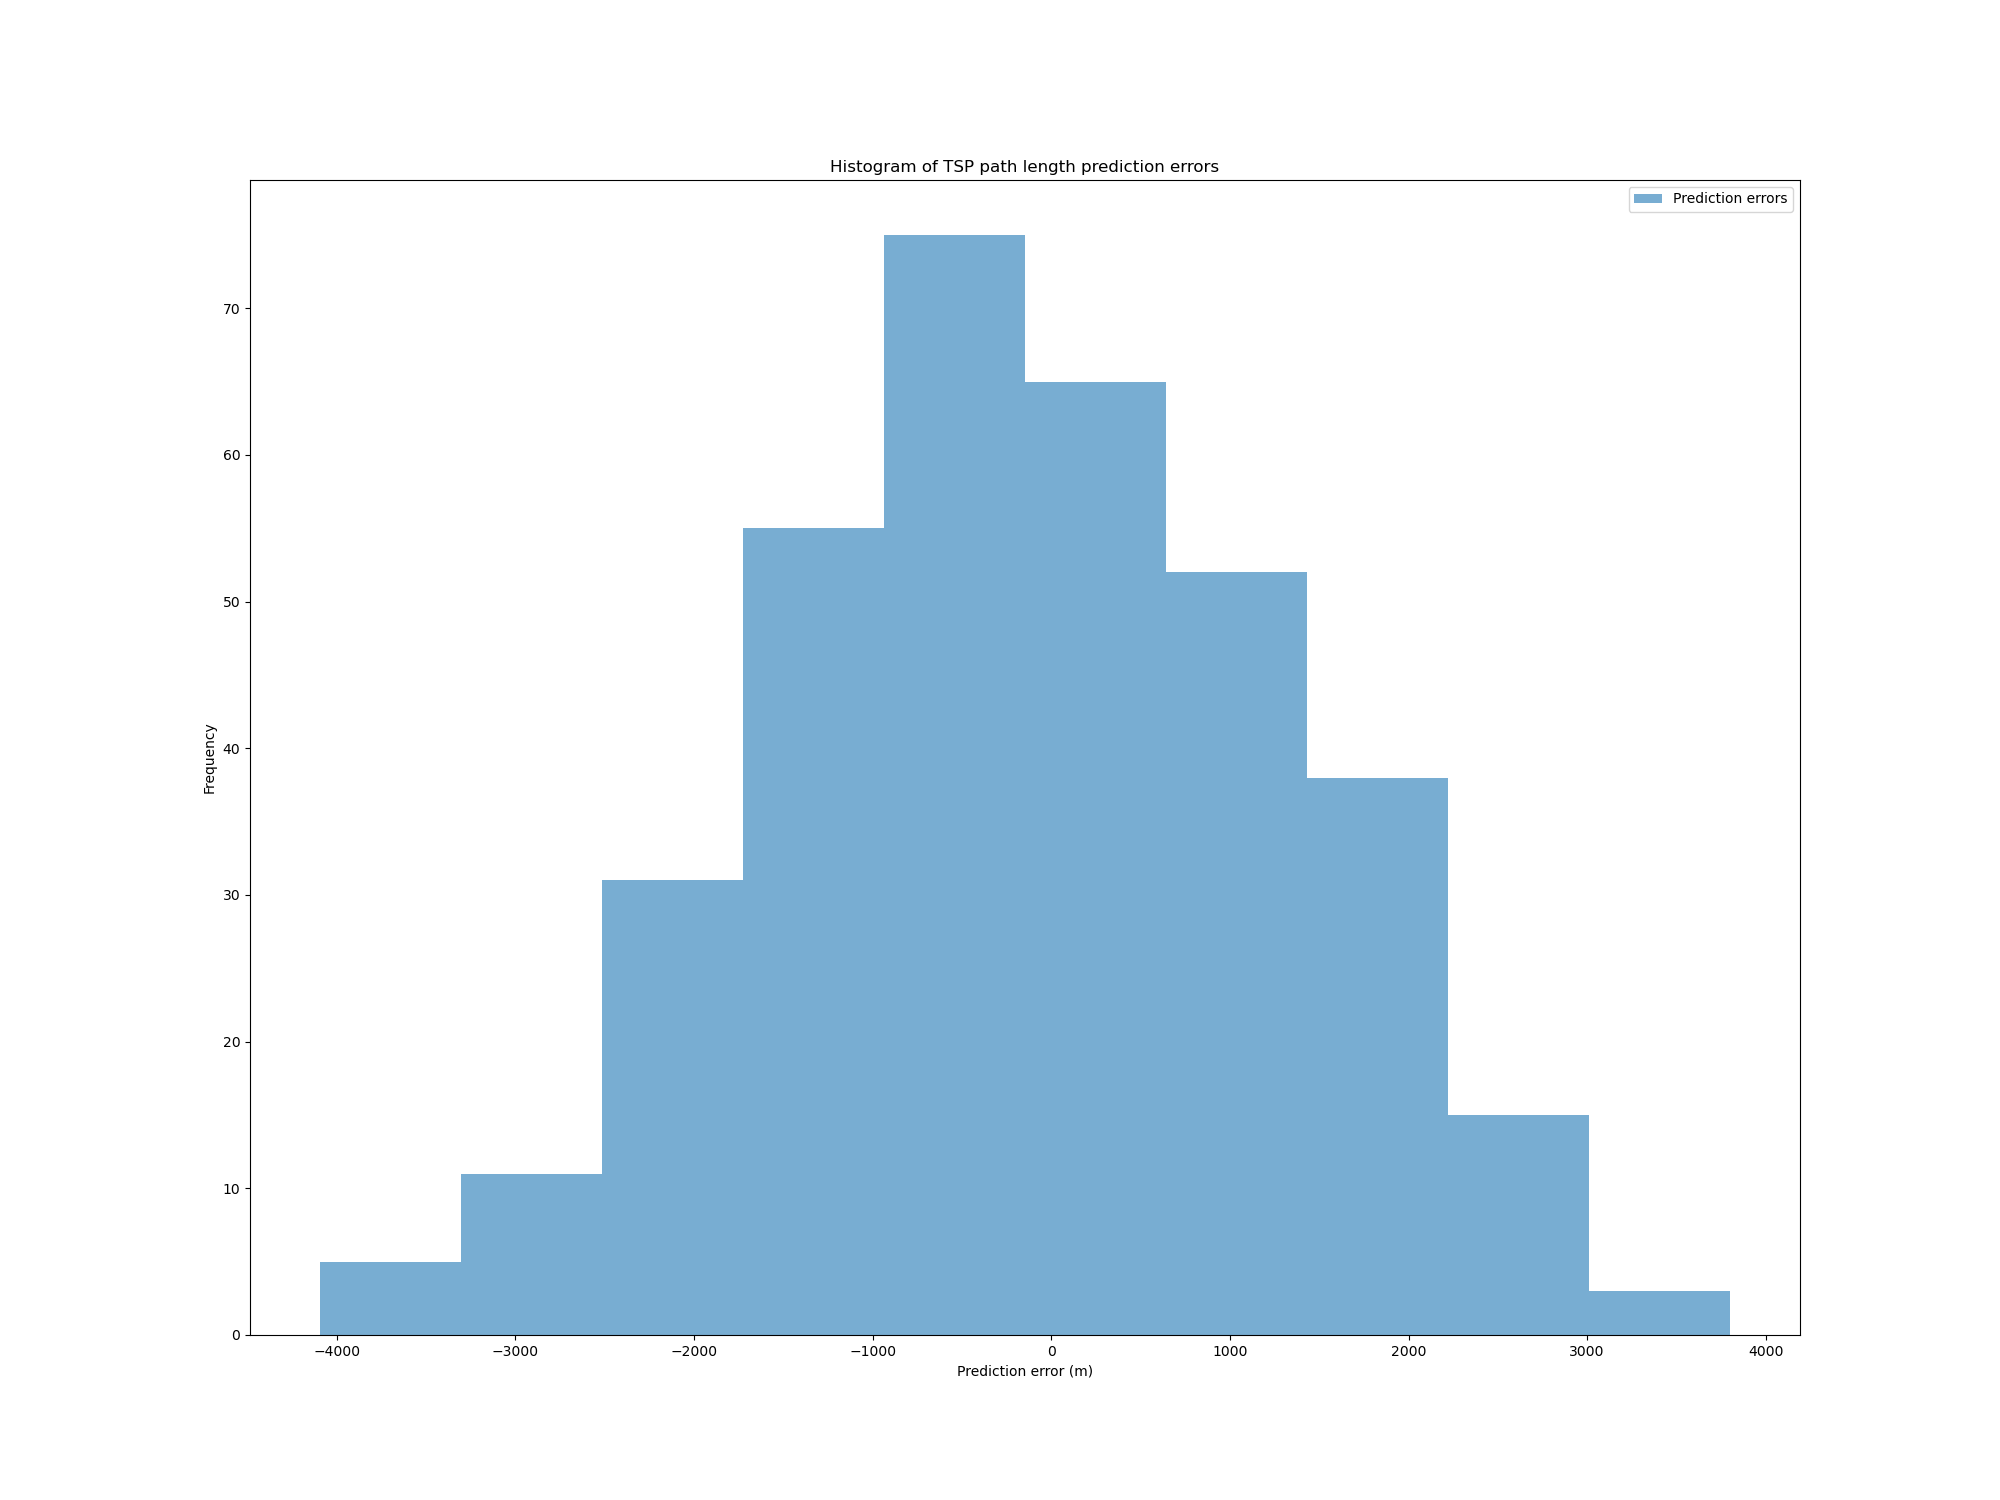 Histogram of TSP path length prediction errors
Prediction errors
70
60
50
40
30
20
10
0
Frequency
−4000 −3000 −2000 −1000 0 1000 2000 3000 4000
Prediction error (m)